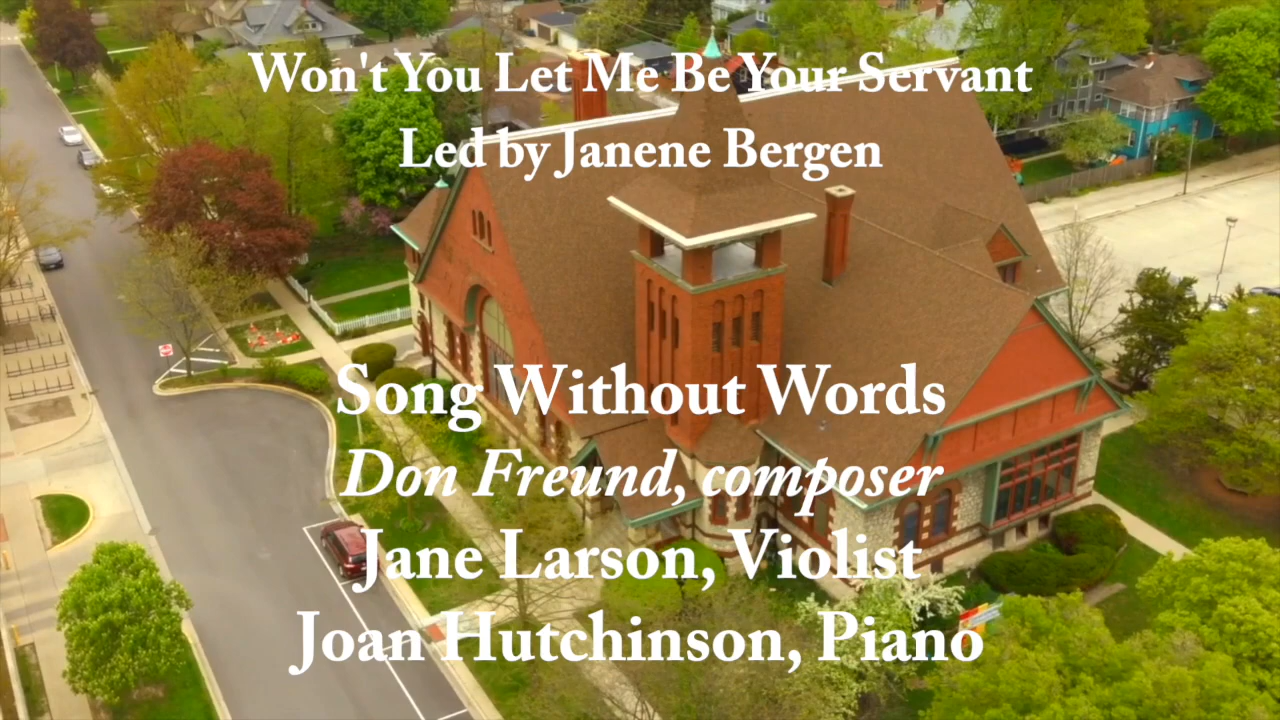 Won't You Let Me Be Your Servant
Led by Janene Bergen
Song Without Words
Don Freund, composer
Jane Larson, Violist
Joan Hutchinson, Piano